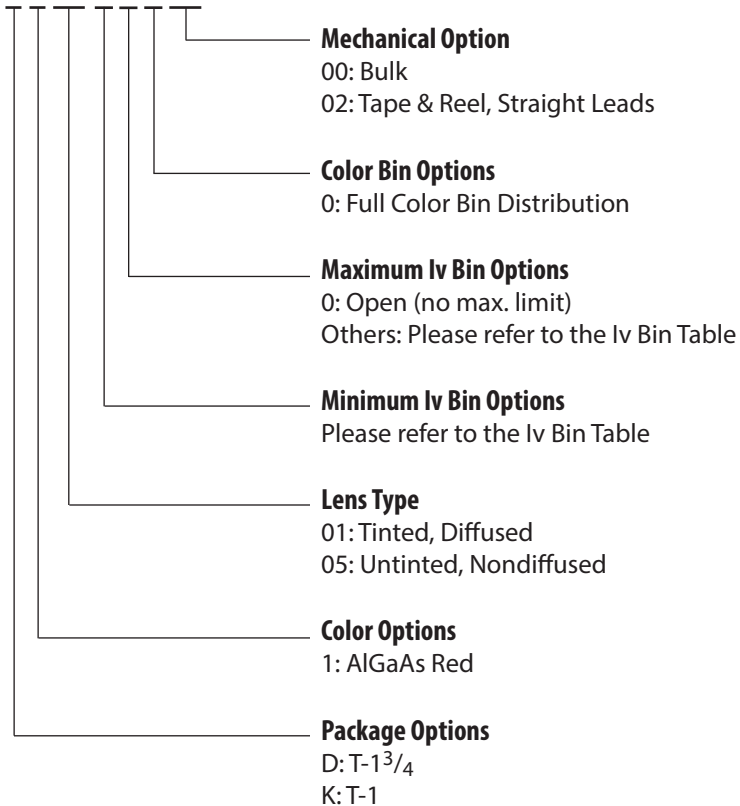 Mechanical Option
00: Bulk
02: Tape & Reel, Straight Leads
Color Bin Options
0: Full Color Bin Distribution
Maximum Iv Bin Options
0: Open (no max. limit)
Others: Please refer to the Iv Bin Table
Minimum Iv Bin Options
Please refer to the Iv Bin Table
Lens Type
01: Tinted, Diffused
05: Untinted, Nondiffused
Color Options
1: AlGaAs Red
Package Options
D: T-1 3/4
K: T-1